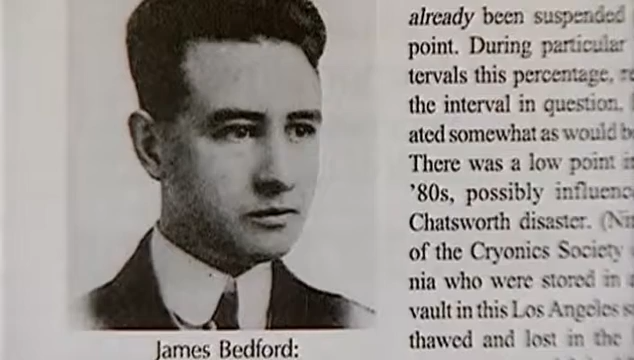 already been suspended
point. During particular
tervals this percentage,
the interval in question,
ated somewhat as would
There was a low point
'80s, possibly
Chatsworth disaster.
of the Cryonics Society
nia who were stored in
vault in this Los Angeles
thawed and lost in the
James Bedford: